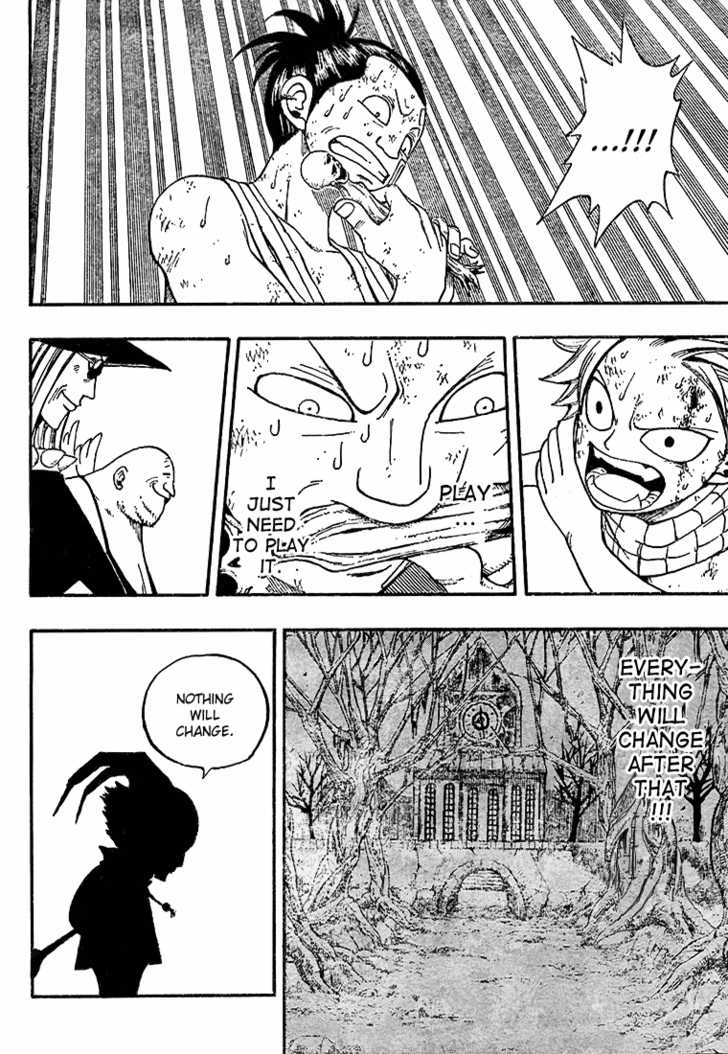 ...!!!
PLAY
...
I
JUST
NEED
TO PLAY
IT
EVERY-
THING
WILL
CHANGE
AFTER
THAT
!!!
NOTHING
WILL
CHANGE.